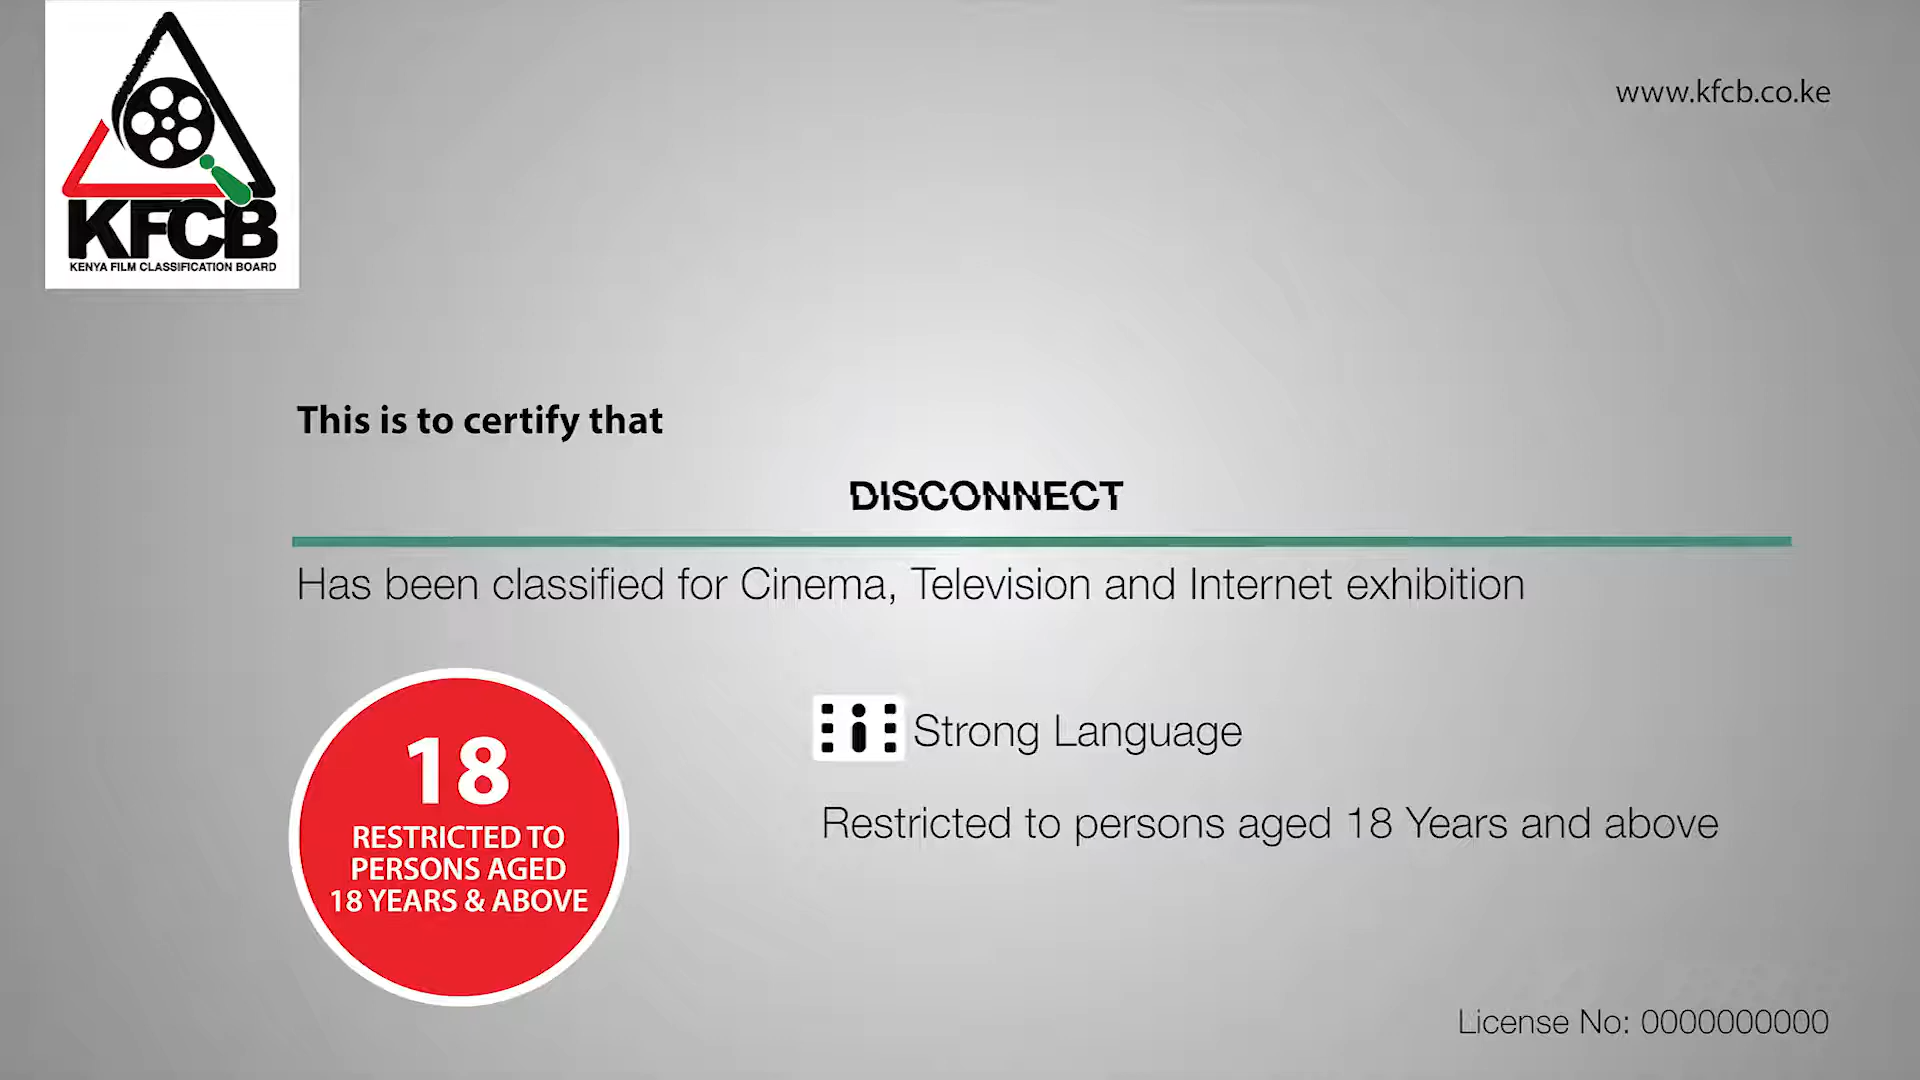 KFCB
KENYA FILM CLASSIFICATION BOARD
www.kfcb.co.ke
This is to certify that
DISCONNECT
Has been classified for Cinema, Television and Internet exhibition
18
RESTRICTED TO
PERSONS AGED
18 YEARS & ABOVE
i Strong Language
Restricted to persons aged 18 Years and above
License No: 0000000000